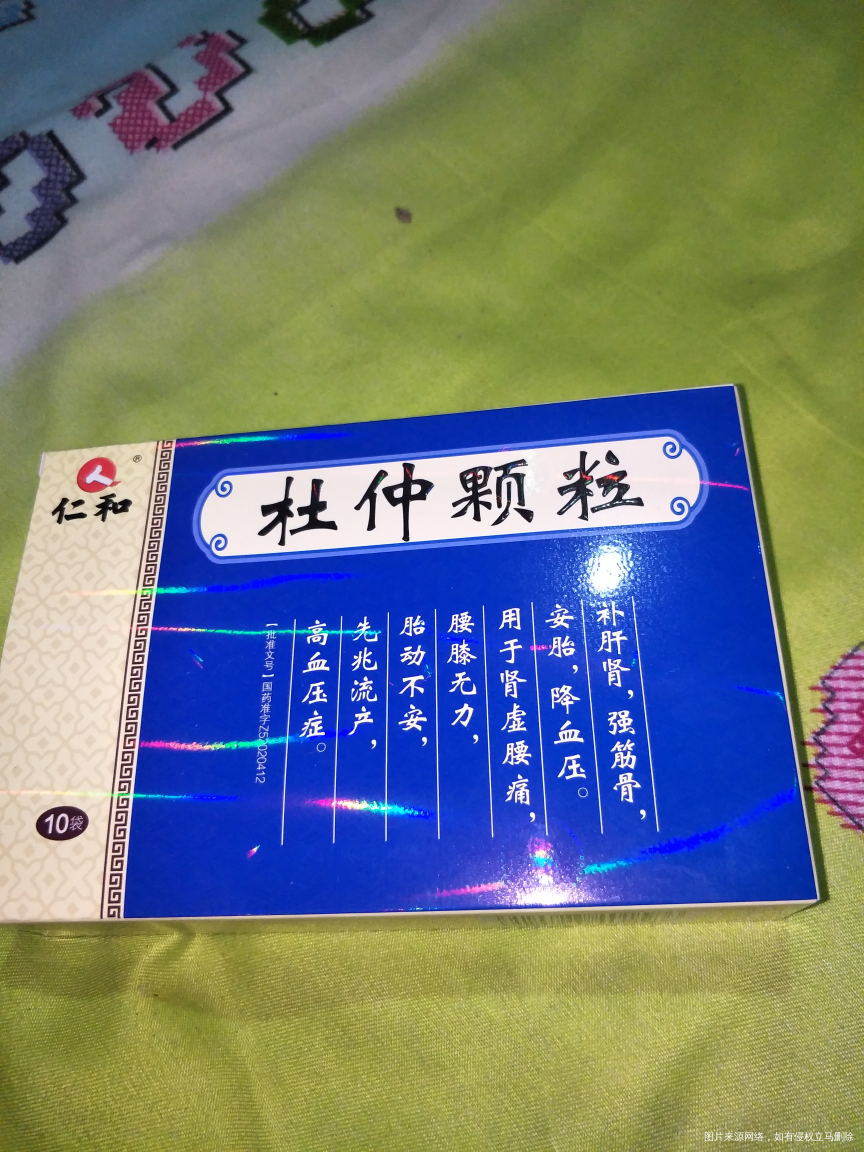 仁和
®
杜仲颗粒
补肝肾，强筋骨，
安胎，降血压。
用于肾虚腰痛，
腰膝无力，
胎动不安，
先兆流产，
高血压症。
【批准文号】国药准字Z52020412
10袋
图片来源网络，如有侵权立马删除